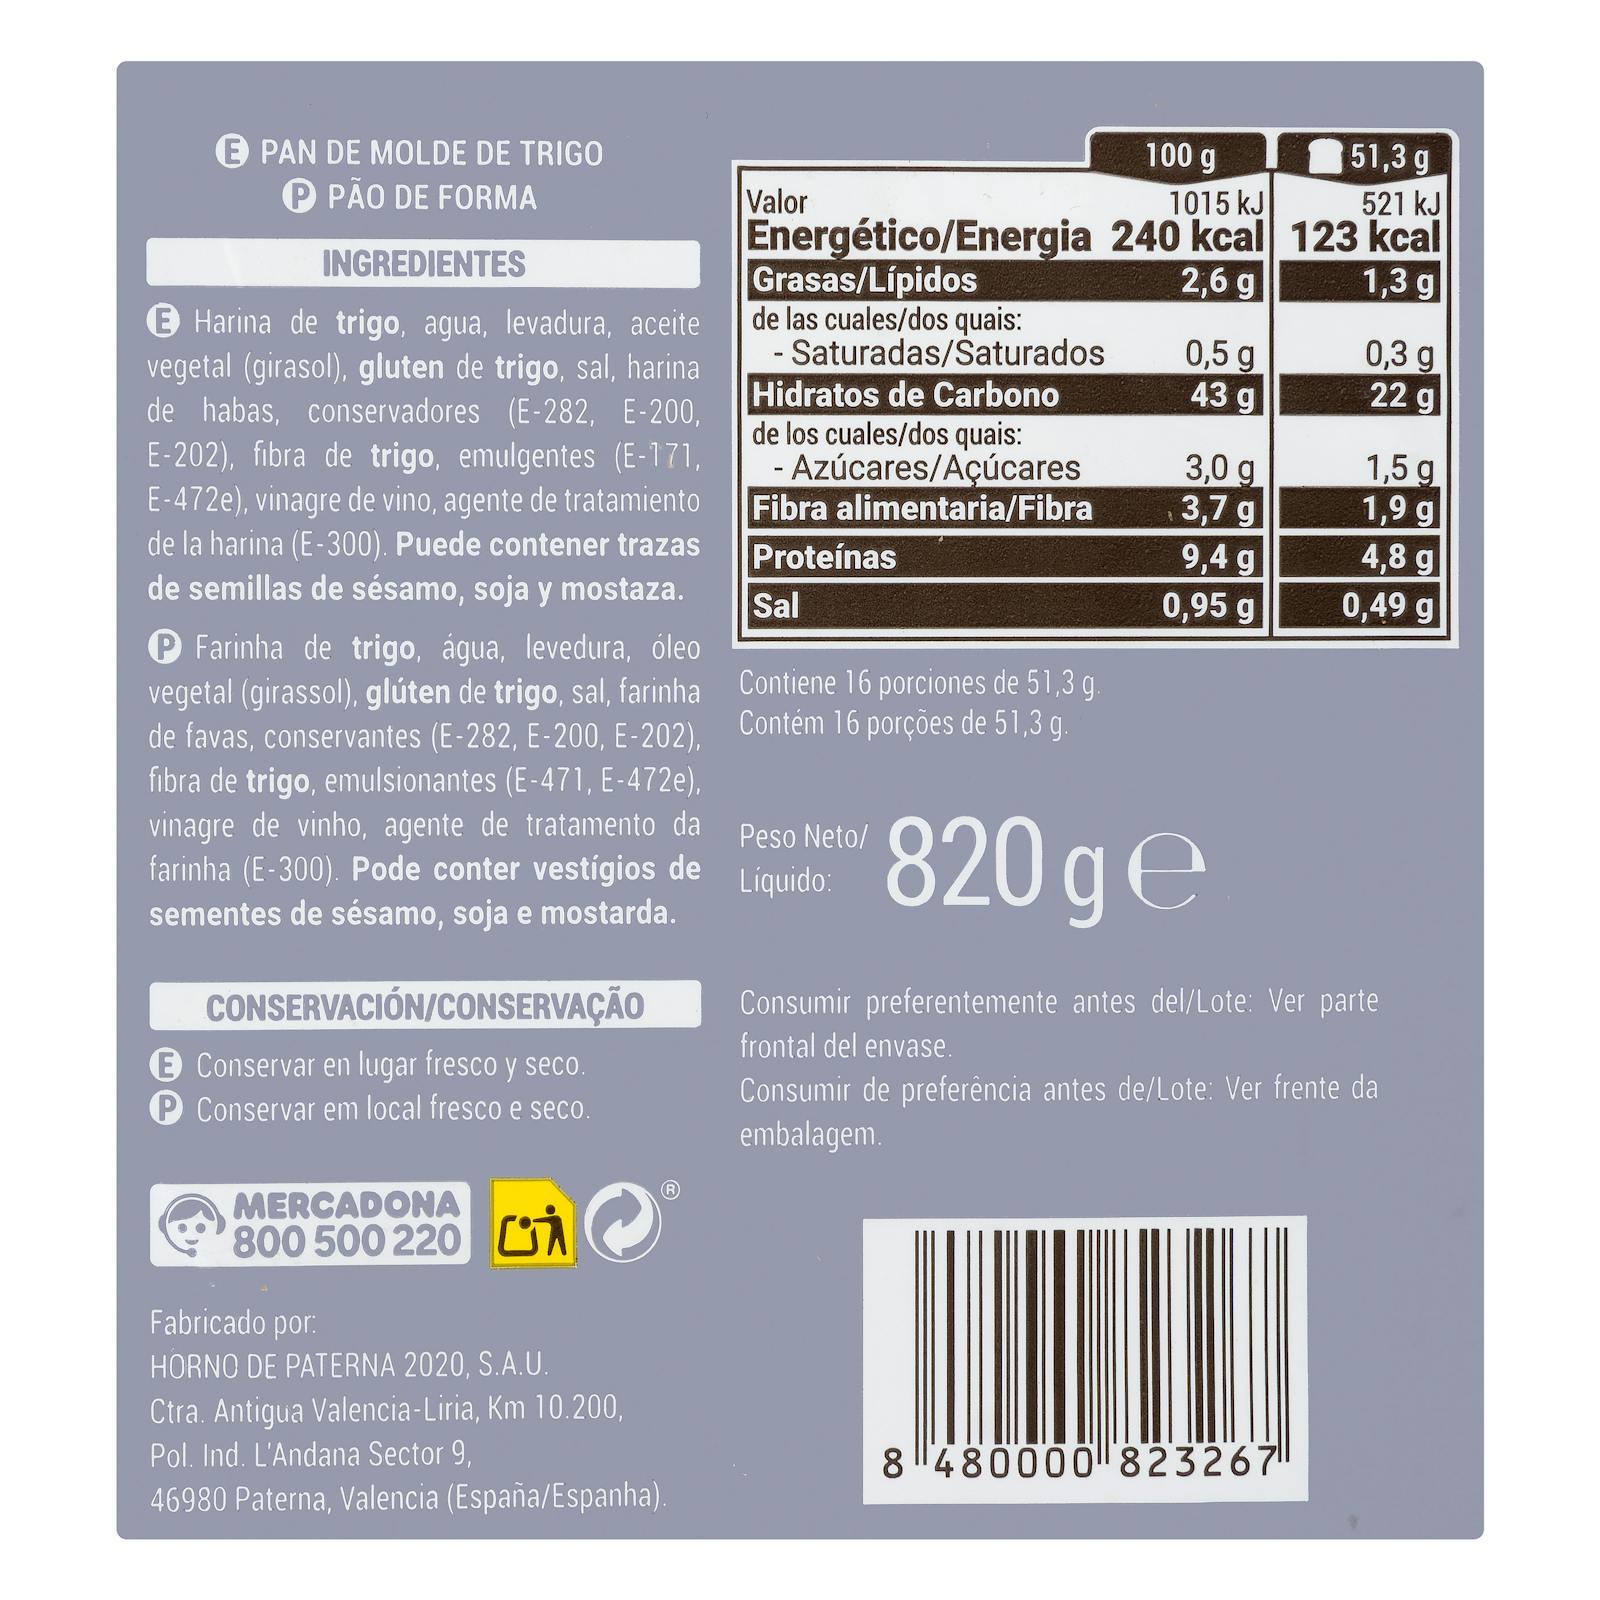 E PAN DE MOLDE DE TRIGO
P PÃO DE FORMA
INGREDIENTES
E Harina de trigo, agua, levadura, aceite
vegetal (girasol), gluten de trigo, sal, harina
de habas, conservadores (E-282, E-200,
E-202), fibra de trigo, emulgentes (E-171,
E-472e), vinagre de vino, agente de tratamiento
de la harina (E-300). Puede contener trazas
de semillas de sésamo, soja y mostaza.
P Farinha de trigo, água, levedura, óleo
vegetal (girassol), glúten de trigo, sal, farinha
de favas, conservantes (E-282, E-200, E-202),
fibra de trigo, emulsionantes (E-471, E-472e),
vinagre de vinho, agente de tratamento da
farinha (E-300). Pode conter vestígios de
sementes de sésamo, soja e mostarda.
CONSERVACIÓN/CONSERVAÇÃO
E Conservar en lugar fresco y seco.
P Conservar em local fresco e seco.
MERCADONA
800 500 220
®
Fabricado por:
HORNO DE PATERNA 2020, S.A.U.
Ctra. Antigua Valencia-Liria, Km 10.200,
Pol. Ind. L'Andana Sector 9,
46980 Paterna, Valencia (España/Espanha).
100 g 51,3 g
Valor 1015 kJ 521 kJ
Energético/Energia 240 kcal 123 kcal
Grasas/Lípidos 2,6 g 1,3 g
de las cuales/dos quais:
- Saturadas/Saturados 0,5 g 0,3 g
Hidratos de Carbono 43 g 22 g
de los cuales/dos quais:
- Azúcares/Açúcares 3,0 g 1,5 g
Fibra alimentaria/Fibra 3,7 g 1,9 g
Proteínas 9,4 g 4,8 g
Sal 0,95 g 0,49 g
Contiene 16 porciones de 51,3 g.
Contém 16 porções de 51,3 g.
Peso Neto/
Líquido: 820 g e
Consumir preferentemente antes del/Lote: Ver parte
frontal del envase.
Consumir de preferência antes de/Lote: Ver frente da
embalagem.
8 480000 823267